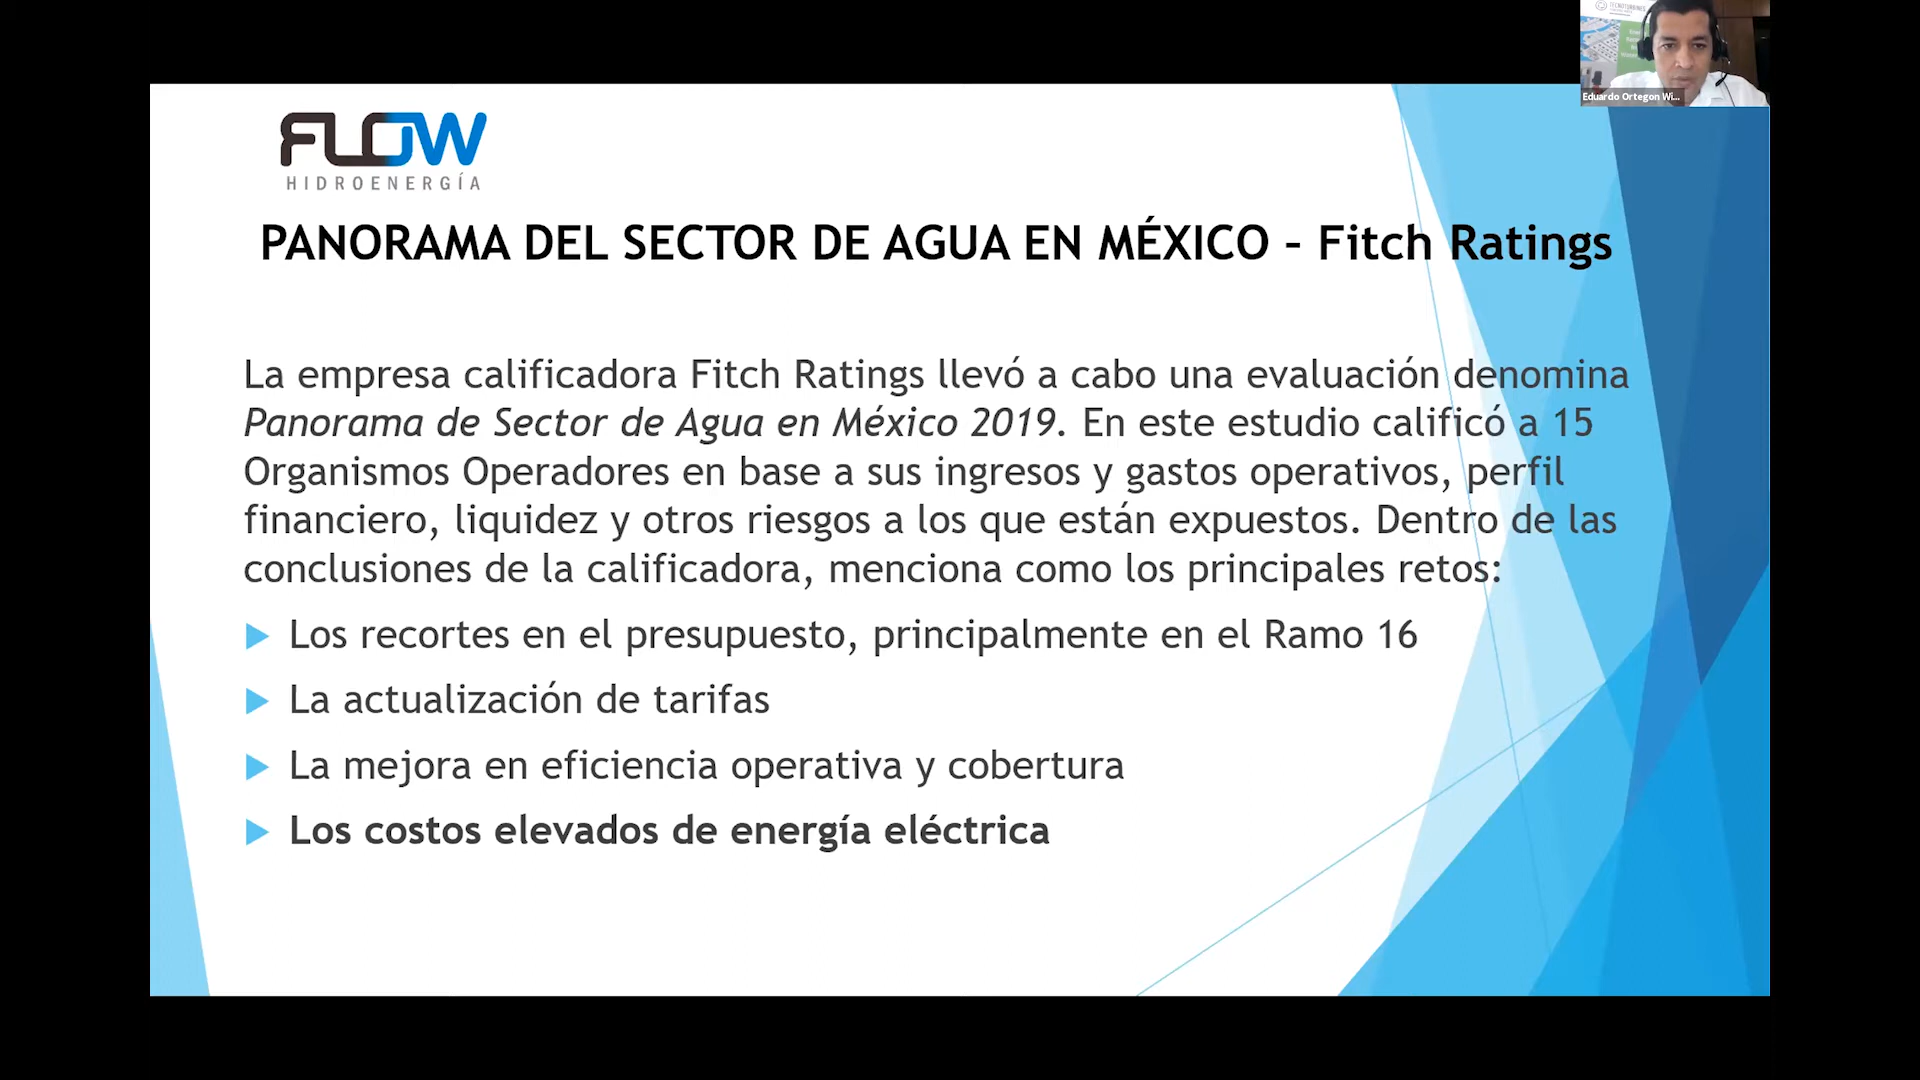 FLOW
HIDROENERGÍA
PANORAMA DEL SECTOR DE AGUA EN MÉXICO – Fitch Ratings
La empresa calificadora Fitch Ratings llevó a cabo una evaluación denomina
Panorama de Sector de Agua en México 2019. En este estudio calificó a 15
Organismos Operadores en base a sus ingresos y gastos operativos, perfil
financiero, liquidez y otros riesgos a los que están expuestos. Dentro de las
conclusiones de la calificadora, menciona como los principales retos:
Los recortes en el presupuesto, principalmente en el Ramo 16
La actualización de tarifas
La mejora en eficiencia operativa y cobertura
Los costos elevados de energía eléctrica
Eduardo Ortegon Wi...